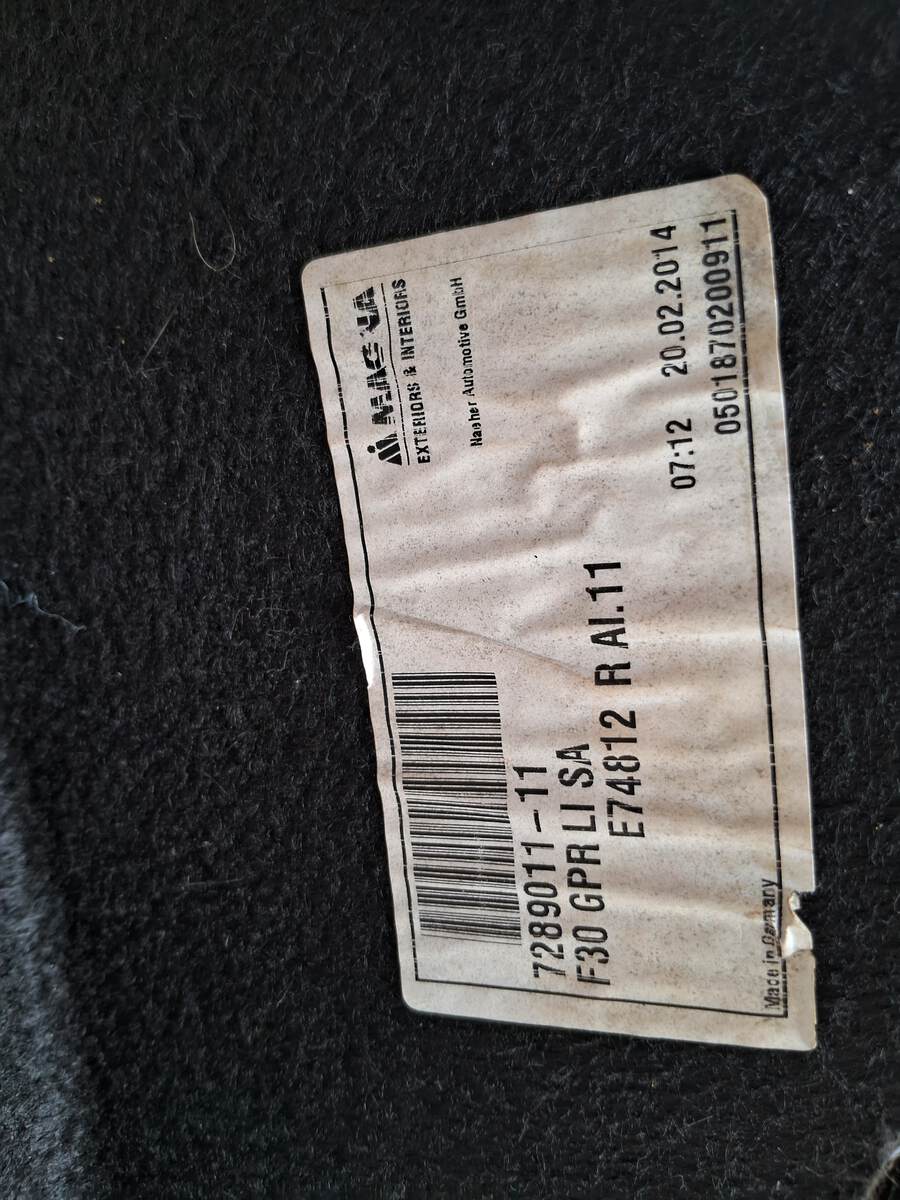 MAGNA
EXTERIORS & INTERIORS
Naeher Automotive GmbH
7289011-11
F30 GPR LI SA
E74812 R AI.11
07:12 20.02.2014
0501870200911
Made in Germany